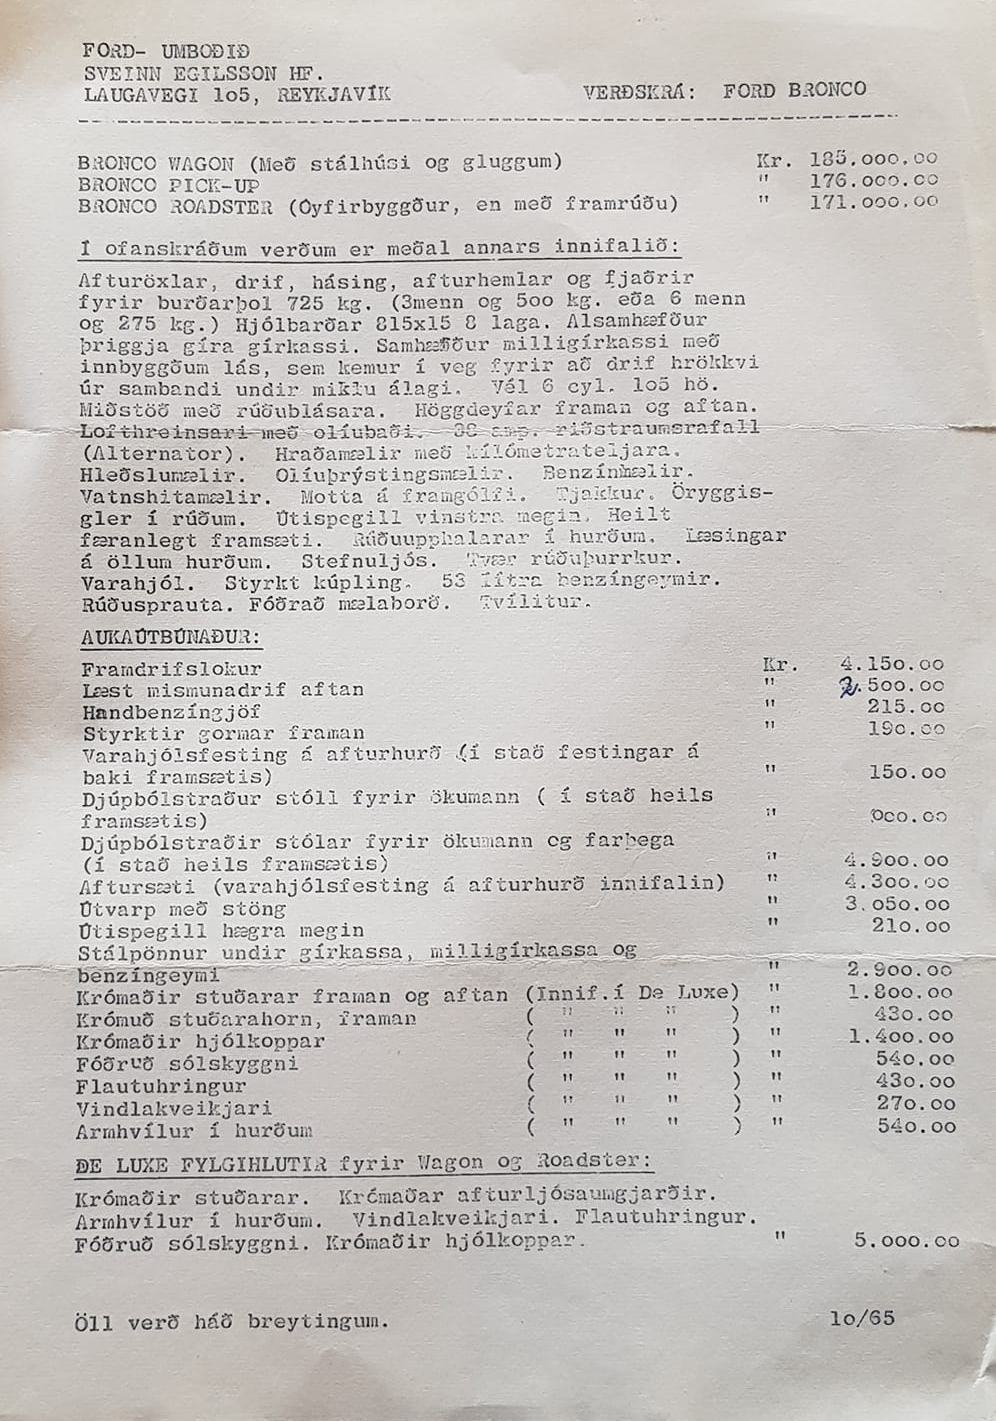 FORD- UMBOÐIÐ
SVEINN EGILSSON HF.
LAUGAVEGI 1o5, REYKJAVÍK VERÐSKRÁ: FORD BRONCO
BRONCO WAGON (Með stálhúsi og gluggum) Kr. 185.ooo.oo
BRONCO PICK-UP " 176.ooo.oo
BRONCO ROADSTER (Óyfirbyggður, en með framrúðu) " 171.ooo.oo
Í ofanskráðum verðum er meðal annars innifalið:
Afturöxlar, drif, hásing, afturhemlar og fjaðrir
fyrir burðarþol 725 kg. (3menn og 5oo kg. eða 6 menn
og 275 kg.) Hjólbarðar 815x15 8 laga. Alsamhæfður
þriggja gíra gírkassi. Samhæfður milligírkassi með
innbyggðum lás, sem kemur í veg fyrir að drif hrökkvi
úr sambandi undir miklu álagi. Vél 6 cyl. 1o5 hö.
Miðstöð með rúðublásara. Höggdeyfar framan og aftan.
Lofthreinsari með olíubaði. 38 amp. riðstraumsrafall
(Alternator). Hraðamælir með kílómetrateljara.
Hleðslumælir. Olíuþrýstingsmælir. Benzínmælir.
Vatnshitamælir. Motta á framgólfi. Tjakkur. Öryggis-
gler í rúðum. Útispegill vinstra megin. Heilt
færanlegt framsæti. Rúðuupphalarar í hurðum. Læsingar
á öllum hurðum. Stefnuljós. Tvær rúðuþurrkur.
Varahjól. Styrkt kúpling. 53 lítra benzíngeymir.
Rúðusprauta. Fóðrað mælaborð. Tvílitur.
AUKAÚTBÚNAÐUR:
Framdrifslokur Kr. 4.15o.oo
Læst mismunadrif aftan " 2.5oo.oo
Handbenzíngjöf " 215.oo
Styrktir gormar framan " 19o.oo
Varahjólsfesting á afturhurð (í stað festingar á
baki framsætis) " 15o.oo
Djúpbólstraður stóll fyrir ökumann ( í stað heils
framsætis) "
Djúpbólstraðir stólar fyrir ökumann og farþega
(í stað heils framsætis) " 4.9oo.oo
Aftursæti (varahjólsfesting á afturhurð innifalin) " 4.3oo.oo
Útvarp með stöng " 3.o5o.oo
Útispegill hægra megin " 21o.oo
Stálpönnur undir gírkassa, milligírkassa og
benzíngeymi " 2.9oo.oo
Krómaðir stuðarar framan og aftan (Innif.í De Luxe) " 1.8oo.oo
Krómuð stuðarahorn, framan ( " " " ) " 43o.oo
Krómaðir hjólkoppar ( " " " ) " 1.4oo.oo
Fóðruð sólskyggni ( " " " ) " 54o.oo
Flautuhringur ( " " " ) " 43o.oo
Vindlakveikjari ( " " " ) " 27o.oo
Armhvílur í hurðum ( " " " ) " 54o.oo
ÐE LUXE FYLGIHLUTIR fyrir Wagon og Roadster:
Krómaðir stuðarar. Krómaðar afturljósaumgjarðir.
Armhvílur í hurðum. Vindlakveikjari. Flautuhringur.
Fóðruð sólskyggni. Krómaðir hjólkoppar. " 5.ooo.oo
Öll verð háð breytingum. 1o/65